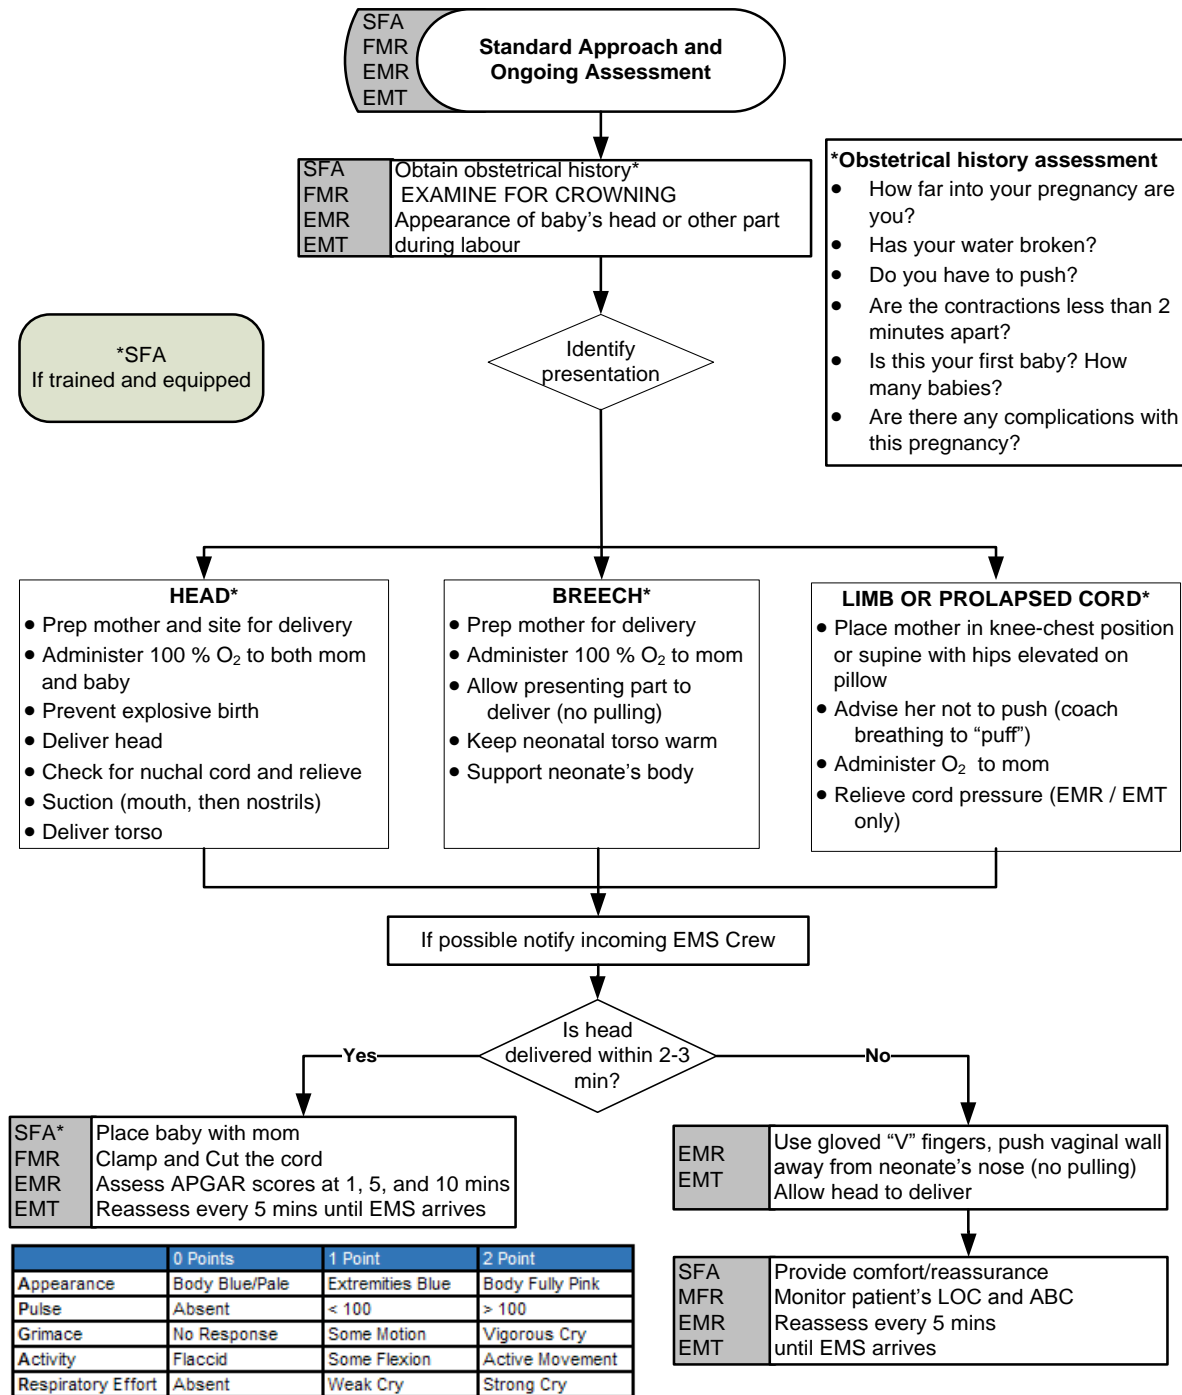 SFA
FMR
EMR
EMT
Standard Approach and
Ongoing Assessment
SFA
FMR
EMR
EMT
Obtain obstetrical history*
EXAMINE FOR CROWNING
Appearance of baby's head or other part
during labour
*Obstetrical history assessment
• How far into your pregnancy are
you?
• Has your water broken?
• Do you have to push?
• Are the contractions less than 2
minutes apart?
• Is this your first baby? How
many babies?
• Are there any complications with
this pregnancy?
*SFA
If trained and equipped
Identify
presentation
HEAD*
• Prep mother and site for delivery
• Administer 100 % O₂ to both mom
and baby
• Prevent explosive birth
• Deliver head
• Check for nuchal cord and relieve
• Suction (mouth, then nostrils)
• Deliver torso
BREECH*
• Prep mother for delivery
• Administer 100 % O₂ to mom
• Allow presenting part to
deliver (no pulling)
• Keep neonatal torso warm
• Support neonate's body
LIMB OR PROLAPSED CORD*
• Place mother in knee-chest position
or supine with hips elevated on
pillow
• Advise her not to push (coach
breathing to “puff”)
• Administer O₂ to mom
• Relieve cord pressure (EMR / EMT
only)
If possible notify incoming EMS Crew
Is head
delivered within 2-3
min?
Yes
No
SFA*
FMR
EMR
EMT
Place baby with mom
Clamp and Cut the cord
Assess APGAR scores at 1, 5, and 10 mins
Reassess every 5 mins until EMS arrives
EMR
EMT
Use gloved “V” fingers, push vaginal wall
away from neonate's nose (no pulling)
Allow head to deliver
SFA
MFR
EMR
EMT
Provide comfort/reassurance
Monitor patient's LOC and ABC
Reassess every 5 mins
until EMS arrives
0 Points 1 Point 2 Point
Appearance Body Blue/Pale Extremities Blue Body Fully Pink
Pulse Absent < 100 > 100
Grimace No Response Some Motion Vigorous Cry
Activity Flaccid Some Flexion Active Movement
Respiratory Effort Absent Weak Cry Strong Cry